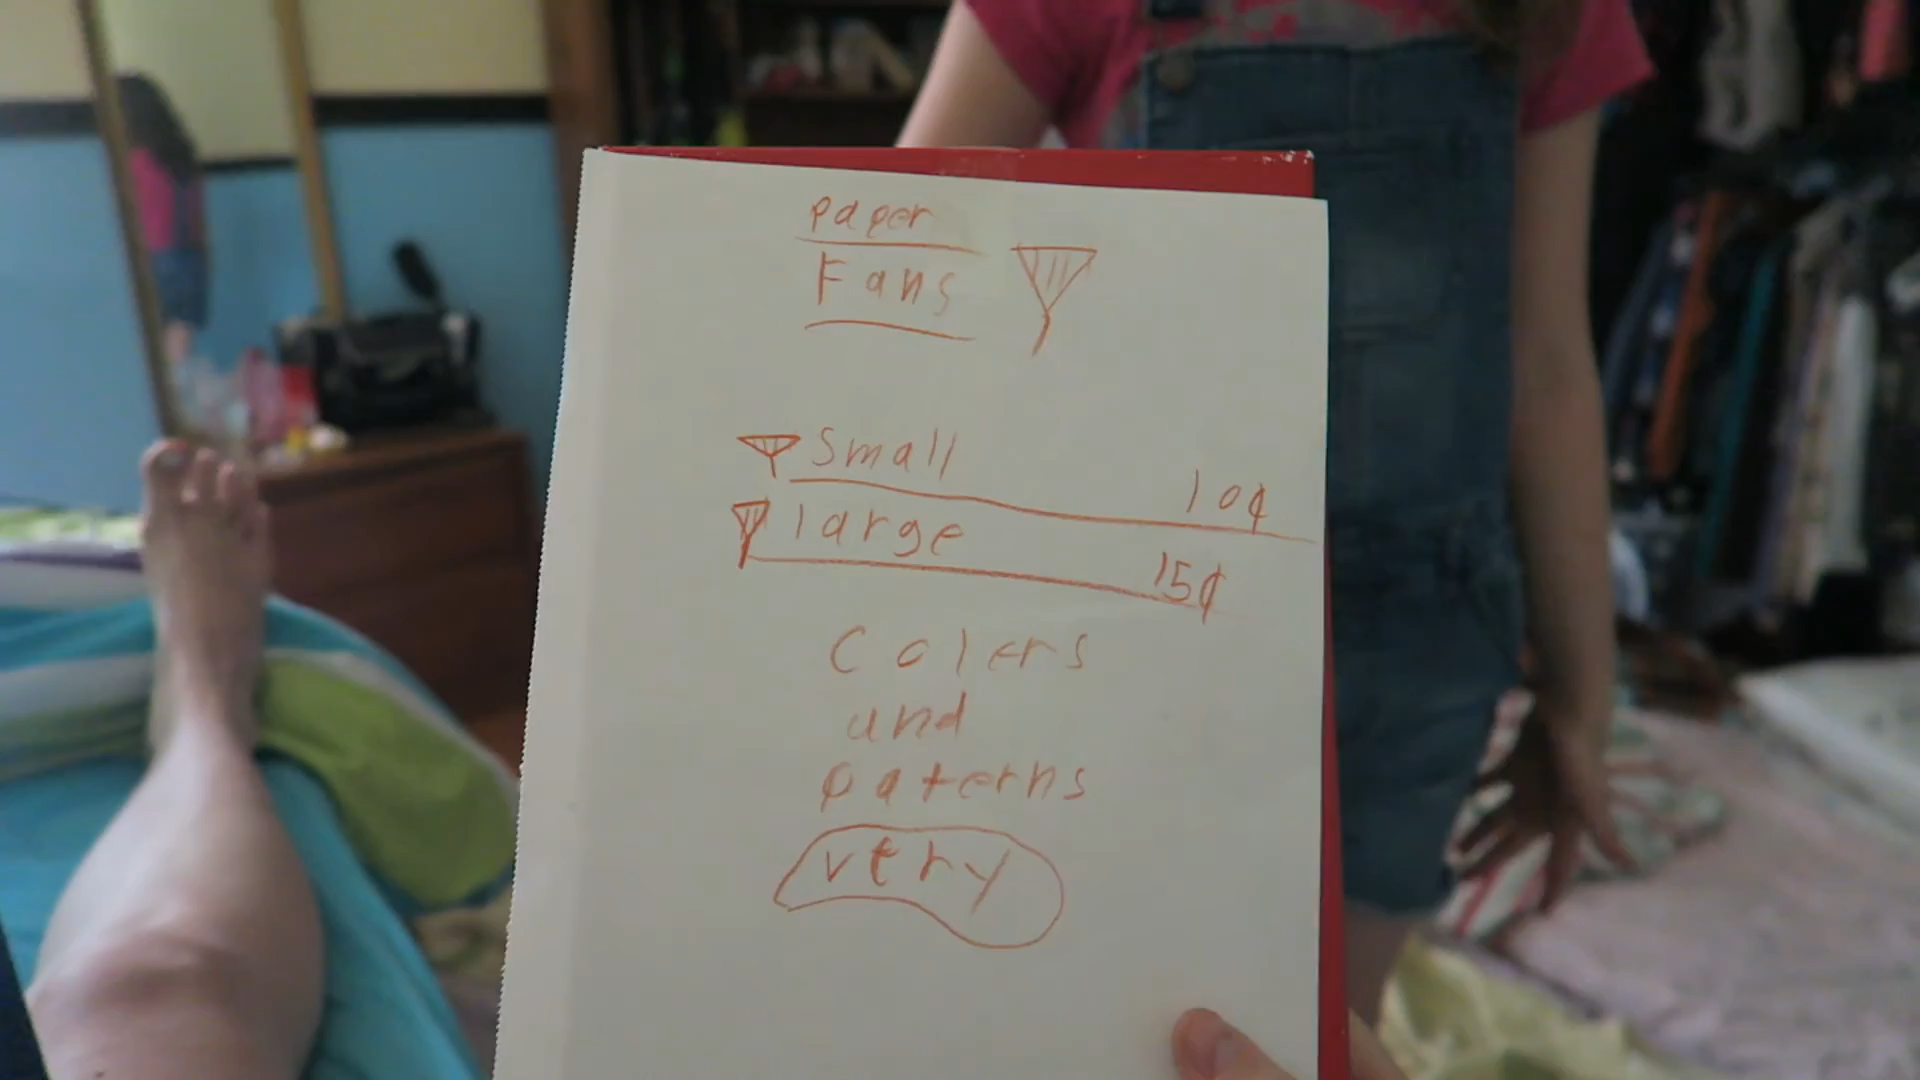 paper
Fans
Small 10¢
large 15¢
Colers
and
paterns
very